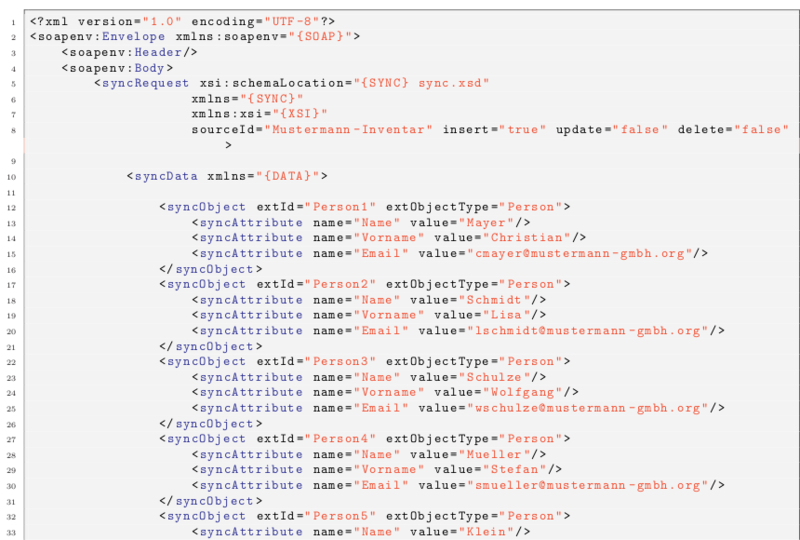 1 <?xml version="1.0" encoding="UTF-8"?>
2 <soapenv:Envelope xmlns:soapenv="{SOAP}">
3     <soapenv:Header/>
4     <soapenv:Body>
5         <syncRequest xsi:schemaLocation="{SYNC} sync.xsd"
6                     xmlns="{SYNC}"
7                     xmlns:xsi="{XSI}"
8                     sourceId="Mustermann-Inventar" insert="true" update="false" delete="false"
                        >
9
10             <syncData xmlns="{DATA}">
11
12                 <syncObject extId="Person1" extObjectType="Person">
13                     <syncAttribute name="Name" value="Mayer"/>
14                     <syncAttribute name="Vorname" value="Christian"/>
15                     <syncAttribute name="Email" value="cmayer@mustermann-gmbh.org"/>
16                 </syncObject>
17                 <syncObject extId="Person2" extObjectType="Person">
18                     <syncAttribute name="Name" value="Schmidt"/>
19                     <syncAttribute name="Vorname" value="Lisa"/>
20                     <syncAttribute name="Email" value="lschmidt@mustermann-gmbh.org"/>
21                 </syncObject>
22                 <syncObject extId="Person3" extObjectType="Person">
23                     <syncAttribute name="Name" value="Schulze"/>
24                     <syncAttribute name="Vorname" value="Wolfgang"/>
25                     <syncAttribute name="Email" value="wschulze@mustermann-gmbh.org"/>
26                 </syncObject>
27                 <syncObject extId="Person4" extObjectType="Person">
28                     <syncAttribute name="Name" value="Mueller"/>
29                     <syncAttribute name="Vorname" value="Stefan"/>
30                     <syncAttribute name="Email" value="smueller@mustermann-gmbh.org"/>
31                 </syncObject>
32                 <syncObject extId="Person5" extObjectType="Person">
33                     <syncAttribute name="Name" value="Klein"/>